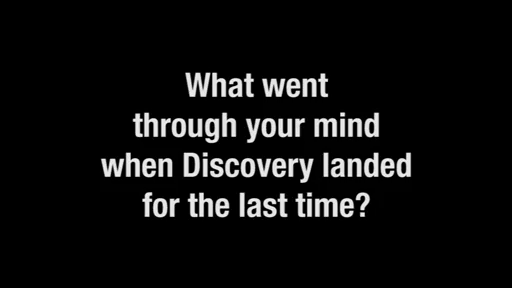 What went
through your mind
when Discovery landed
for the last time?